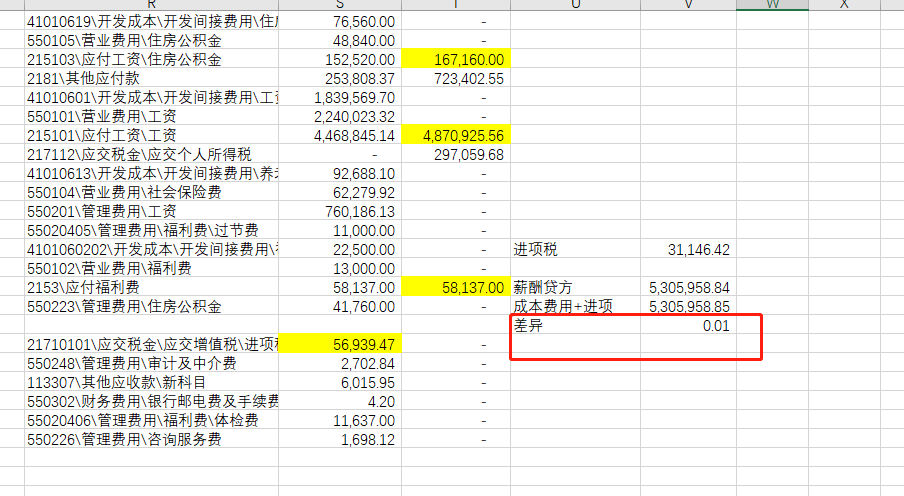 R S T U V W X
41010619\开发成本\开发间接费用\住 76,560.00 -
550105\营业费用\住房公积金 48,840.00 -
215103\应付工资\住房公积金 152,520.00 167,160.00
2181\其他应付款 253,808.37 723,402.55
41010601\开发成本\开发间接费用\工 1,839,569.70 -
550101\营业费用\工资 2,240,023.32 -
215101\应付工资\工资 4,468,845.14 4,870,925.56
217112\应交税金\应交个人所得税 - 297,059.68
41010613\开发成本\开发间接费用\养 92,688.10 -
550104\营业费用\社会保险费 62,279.92 -
550201\管理费用\工资 760,186.13 -
55020405\管理费用\福利费\过节费 11,000.00 -
4101060202\开发成本\开发间接费用\ 22,500.00 - 进项税 31,146.42
550102\营业费用\福利费 13,000.00 -
2153\应付福利费 58,137.00 58,137.00 薪酬贷方 5,305,958.84
550223\管理费用\住房公积金 41,760.00 - 成本费用+进项 5,305,958.85
差异 0.01
21710101\应交税金\应交增值税\进项 56,939.47 -
550248\管理费用\审计及中介费 2,702.84 -
113307\其他应收款\新科目 6,015.95 -
550302\财务费用\银行邮电费及手续费 4.20 -
55020406\管理费用\福利费\体检费 11,637.00 -
550226\管理费用\咨询服务费 1,698.12 -